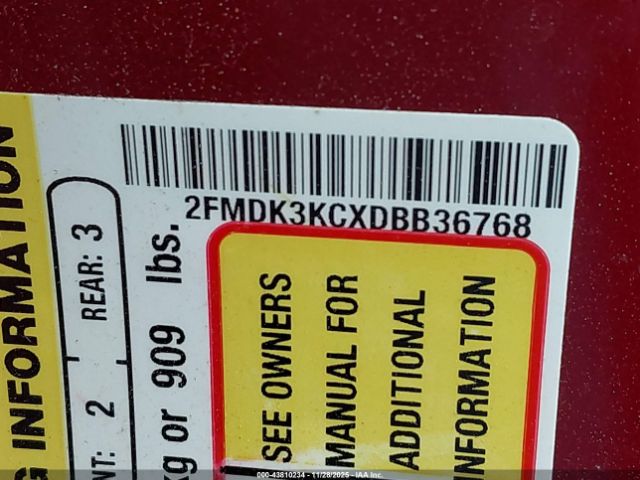 2FMDK3KCXDBB36768
G INFORMATION
NT: 2 REAR: 3
kg or 909 lbs.
SEE OWNERS
MANUAL FOR
ADDITIONAL
INFORMATION
000-43810234 - 11/28/2025 - © IAA Inc.